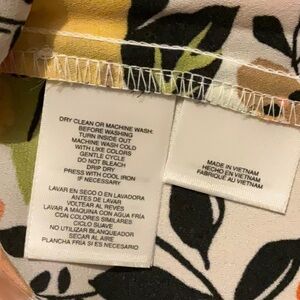 DRY CLEAN OR MACHINE WASH:
BEFORE WASHING
TURN INSIDE OUT
MACHINE WASH COLD
WITH LIKE COLORS
GENTLE CYCLE
DO NOT BLEACH
DRIP DRY
PRESS WITH COOL IRON
IF NECESSARY
LAVAR EN SECO O EN LAVADORA
ANTES DE LAVAR
VOLTEAR AL REVÉS
LAVAR A MAQUINA CON AGUA FRÍA
CON COLORES SIMILARES
CICLO SUAVE
NO UTILIZAR BLANQUEADOR
SECAR AL AIRE
PLANCHA FRÍA SI ES NECESARIO
MADE IN VIETNAM
HECHO EN VIETNAM
FABRIQUÉ AU VIETNAM